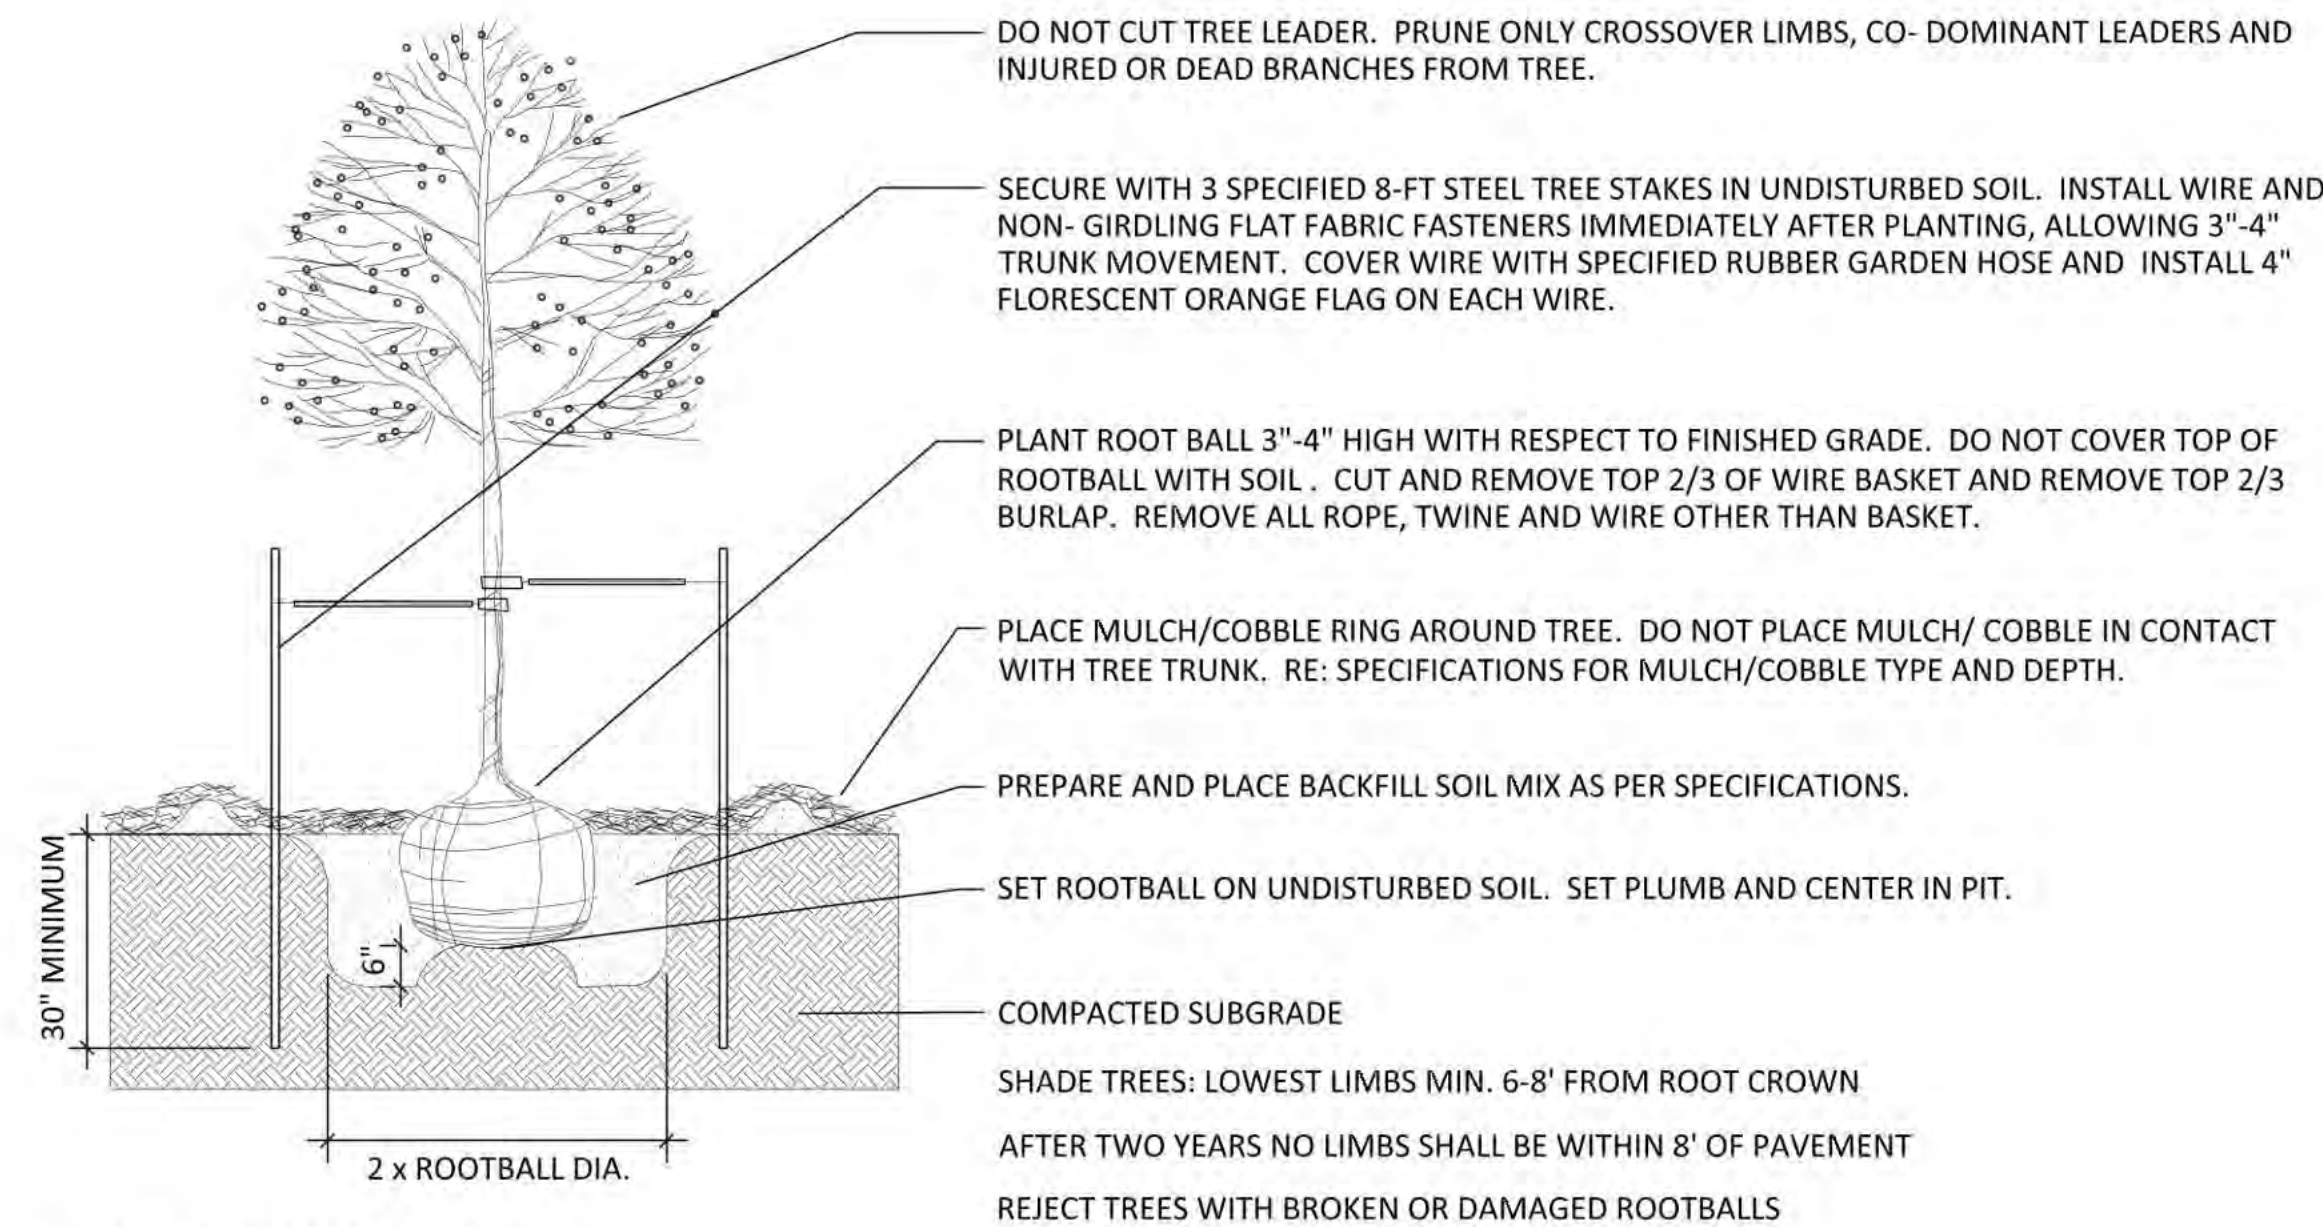 DO NOT CUT TREE LEADER. PRUNE ONLY CROSSOVER LIMBS, CO- DOMINANT LEADERS AND
INJURED OR DEAD BRANCHES FROM TREE.
SECURE WITH 3 SPECIFIED 8-FT STEEL TREE STAKES IN UNDISTURBED SOIL. INSTALL WIRE AND
NON- GIRDLING FLAT FABRIC FASTENERS IMMEDIATELY AFTER PLANTING, ALLOWING 3"-4"
TRUNK MOVEMENT. COVER WIRE WITH SPECIFIED RUBBER GARDEN HOSE AND INSTALL 4"
FLORESCENT ORANGE FLAG ON EACH WIRE.
PLANT ROOT BALL 3"-4" HIGH WITH RESPECT TO FINISHED GRADE. DO NOT COVER TOP OF
ROOTBALL WITH SOIL . CUT AND REMOVE TOP 2/3 OF WIRE BASKET AND REMOVE TOP 2/3
BURLAP. REMOVE ALL ROPE, TWINE AND WIRE OTHER THAN BASKET.
PLACE MULCH/COBBLE RING AROUND TREE. DO NOT PLACE MULCH/ COBBLE IN CONTACT
WITH TREE TRUNK. RE: SPECIFICATIONS FOR MULCH/COBBLE TYPE AND DEPTH.
PREPARE AND PLACE BACKFILL SOIL MIX AS PER SPECIFICATIONS.
SET ROOTBALL ON UNDISTURBED SOIL. SET PLUMB AND CENTER IN PIT.
COMPACTED SUBGRADE
SHADE TREES: LOWEST LIMBS MIN. 6-8' FROM ROOT CROWN
AFTER TWO YEARS NO LIMBS SHALL BE WITHIN 8' OF PAVEMENT
REJECT TREES WITH BROKEN OR DAMAGED ROOTBALLS
30" MINIMUM
6"
2 x ROOTBALL DIA.